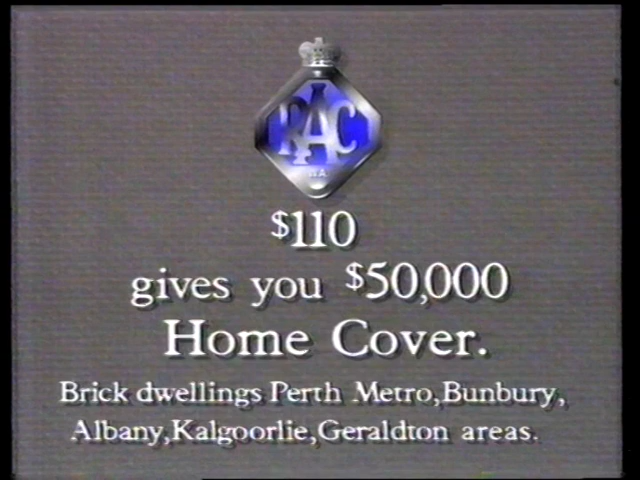 RAC
WA
$110
gives you $50,000
Home Cover.
Brick dwellings Perth Metro,Bunbury,
Albany,Kalgoorlie,Geraldton areas.